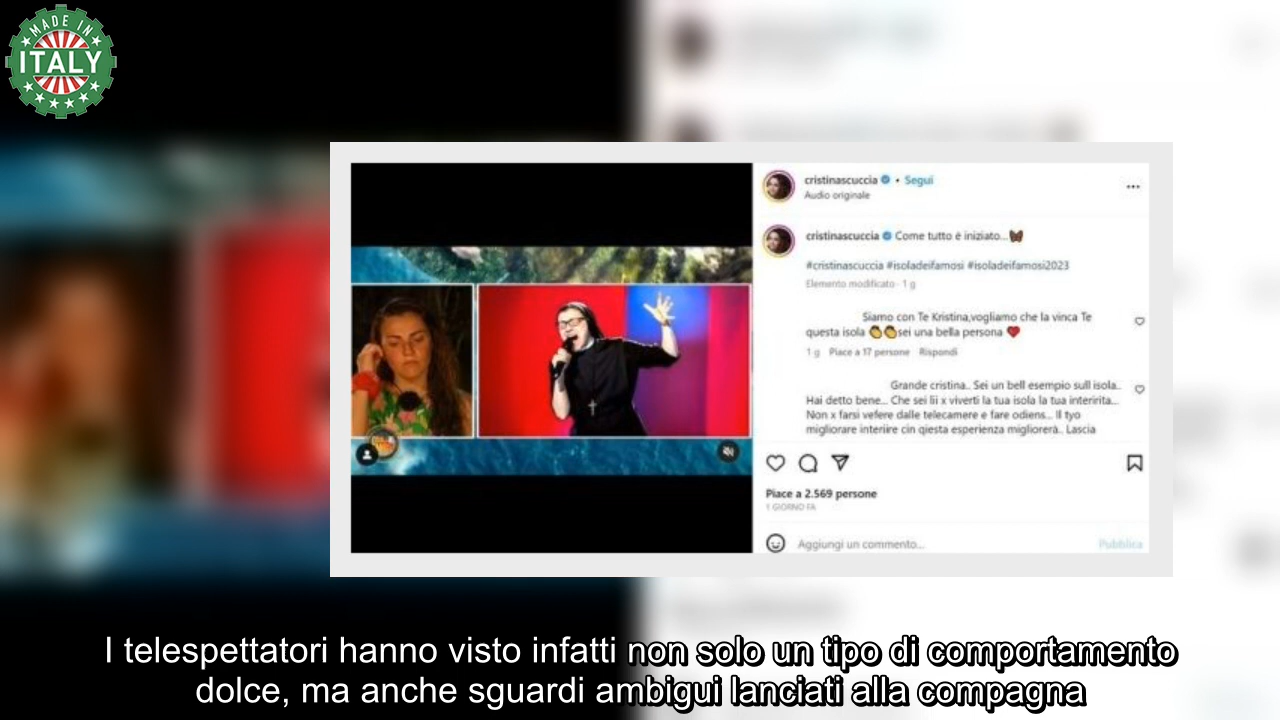 MADE IN
ITALY
cristinascuccia • Segui
Audio originale
cristinascuccia Come tutto è iniziato...
#cristinascuccia #isoladeifamosi #isoladeifamosi2023
Elemento modificato · 1 g
Siamo con Te Kristina,vogliamo che la vinca Te
questa isola 👏👏sei una bella persona ❤
1 g Piace a 17 persone Rispondi
Grande cristina.. Sei un bell esempio sull isola..
Hai detto bene... Che sei lii x viverti la tua isola la tua interirita...
Non x farsi vefere dalle telecamere e fare odiens... Il tyo
migliorare interire cin qiesta esperienza migliorerà.. Lascia
Piace a 2.569 persone
1 GIORNO FA
Aggiungi un commento...
Pubblica
I telespettatori hanno visto infatti non solo un tipo di comportamento
dolce, ma anche sguardi ambigui lanciati alla compagna